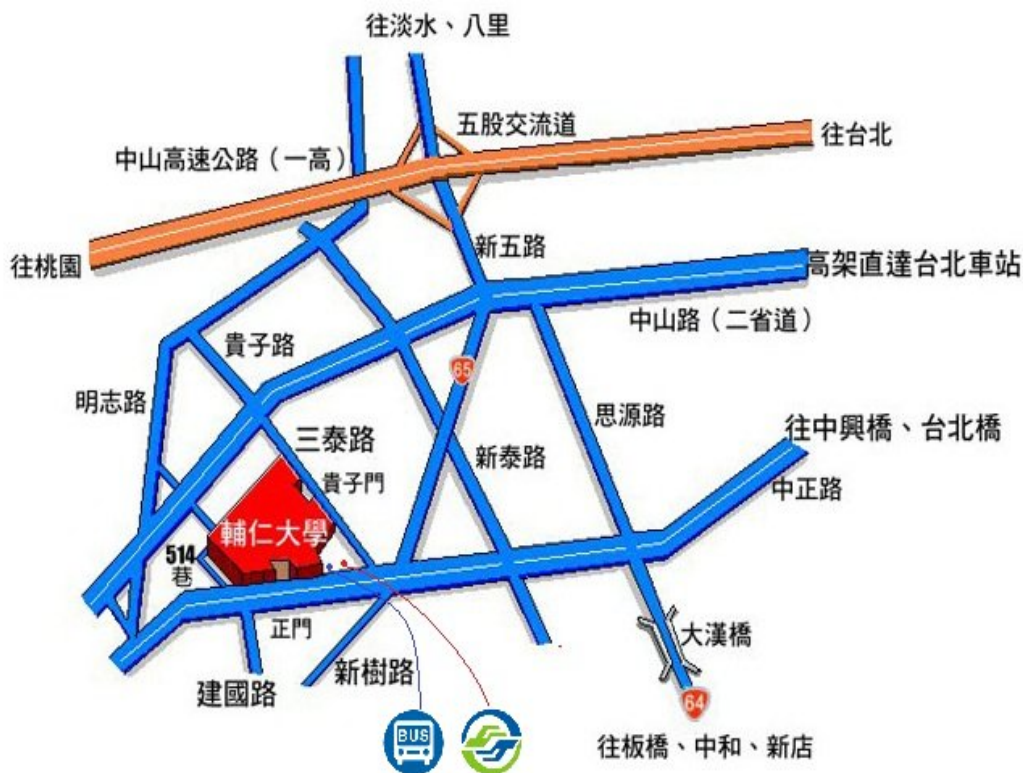 往淡水、八里
五股交流道
往台北
中山高速公路（一高）
新五路
往桃園
高架直達台北車站
中山路（二省道）
貴子路
65
明志路
思源路
三泰路
往中興橋、台北橋
新泰路
貴子門
中正路
輔仁大學
514
巷
正門
大漢橋
新樹路
建國路
64
BUS
往板橋、中和、新店